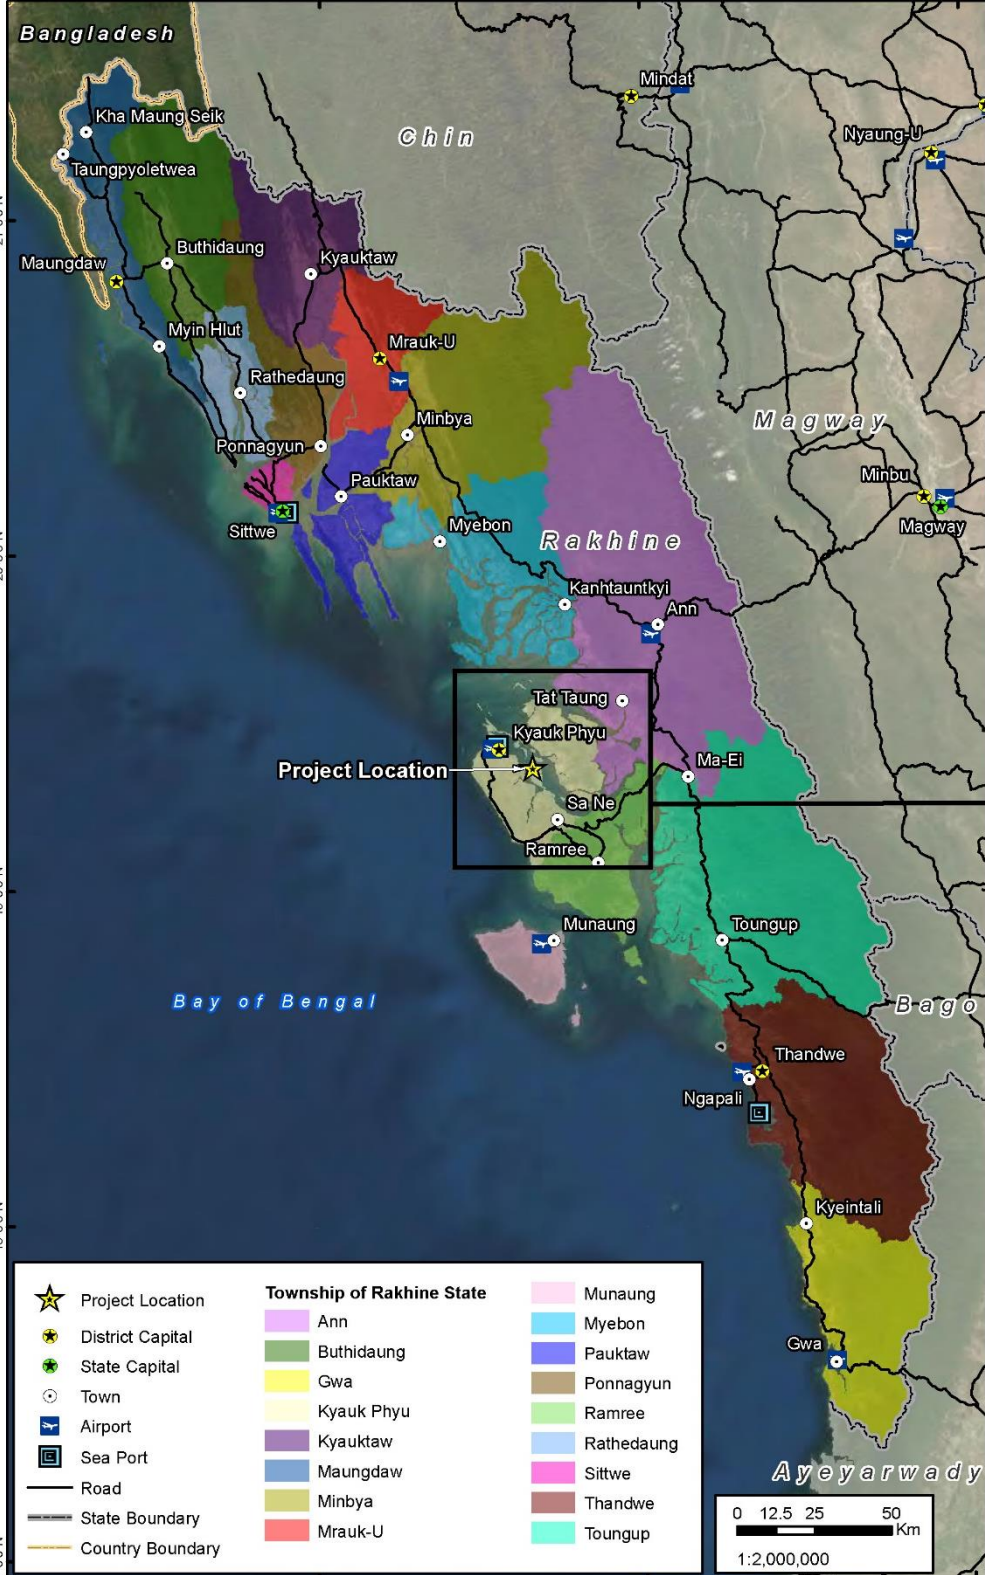 Bangladesh
Mindat
Kha Maung Seik
Chin
Nyaung-U
Taungpyoletwea
Buthidaung
Kyauktaw
Maungdaw
Myin Hlut
Mrauk-U
Rathedaung
Minbya
Magway
Ponnagyun
Pauktaw
Minbu
Magway
Sittwe
Myebon
Rakhine
Kanhtauntkyi
Ann
Tat Taung
Kyauk Phyu
Project Location
Ma-Ei
Sa Ne
Ramree
Munaung
Toungup
Bay of Bengal
Bago
Thandwe
Ngapali
Kyeintali
Gwa
Ayeyarwady
Project Location
District Capital
State Capital
Town
Airport
Sea Port
Road
State Boundary
Country Boundary
Township of Rakhine State
Ann
Buthidaung
Gwa
Kyauk Phyu
Kyauktaw
Maungdaw
Minbya
Mrauk-U
Munaung
Myebon
Pauktaw
Ponnagyun
Ramree
Rathedaung
Sittwe
Thandwe
Toungup
0 12.5 25 50
Km
1:2,000,000